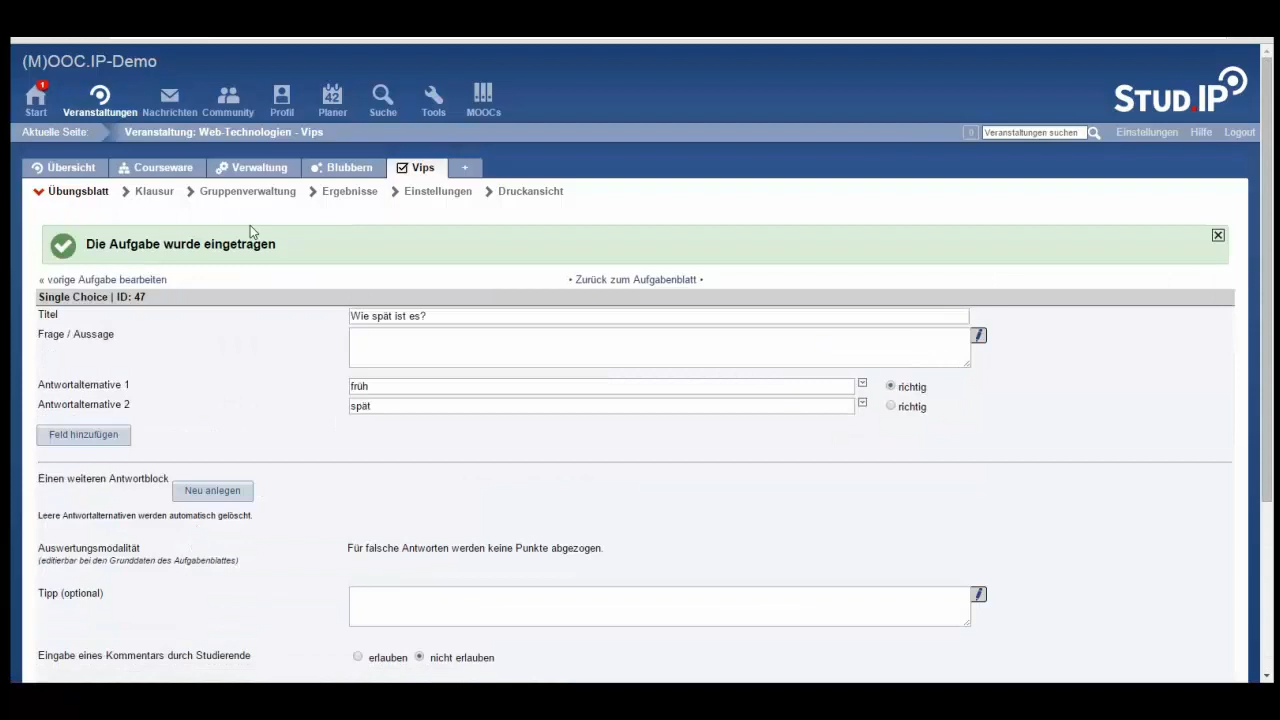 (M)OOC.IP-Demo
1
42
Start Veranstaltungen Nachrichten Community Profil Planer Suche Tools MOOCs
STUD.IP
Aktuelle Seite: Veranstaltung: Web-Technologien - Vips 0 Veranstaltungen suchen Einstellungen Hilfe Logout
Übersicht Courseware Verwaltung Blubbern Vips +
Übungsblatt Klausur Gruppenverwaltung Ergebnisse Einstellungen Druckansicht
Die Aufgabe wurde eingetragen
« vorige Aufgabe bearbeiten • Zurück zum Aufgabenblatt •
Single Choice | ID: 47
Titel Wie spät ist es?
Frage / Aussage
Antwortalternative 1 früh richtig
Antwortalternative 2 spät richtig
Feld hinzufügen
Einen weiteren Antwortblock Neu anlegen
Leere Antwortalternativen werden automatisch gelöscht.
Auswertungsmodalität Für falsche Antworten werden keine Punkte abgezogen.
(editierbar bei den Grunddaten des Aufgabenblattes)
Tipp (optional)
Eingabe eines Kommentars durch Studierende erlauben nicht erlauben